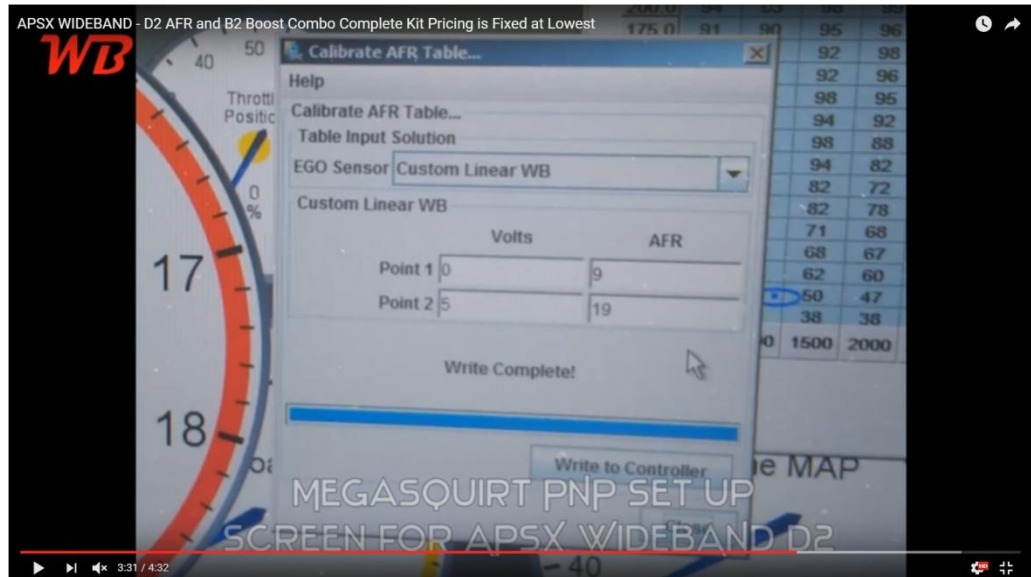 APSX WIDEBAND - D2 AFR and B2 Boost Combo Complete Kit Pricing is Fixed at Lowest
WB
40
50
Throttl
Positic
0
%
17
18
Calibrate AFR Table...
Help
Calibrate AFR Table...
Table Input Solution
EGO Sensor Custom Linear WB
Custom Linear WB
Volts AFR
Point 1 0 9
Point 2 5 19
Write Complete!
Write to Controller
175.0 91 90 95 96
92 98
92 96
98 95
94 92
98 88
94 82
82 72
82 78
71 68
68 67
62 60
50 47
38 38
0 1500 2000
e MAP
MEGASQUIRT PNP SET UP
SCREEN FOR APSX WIDEBAND D2
40
3:31 / 4:32
HD